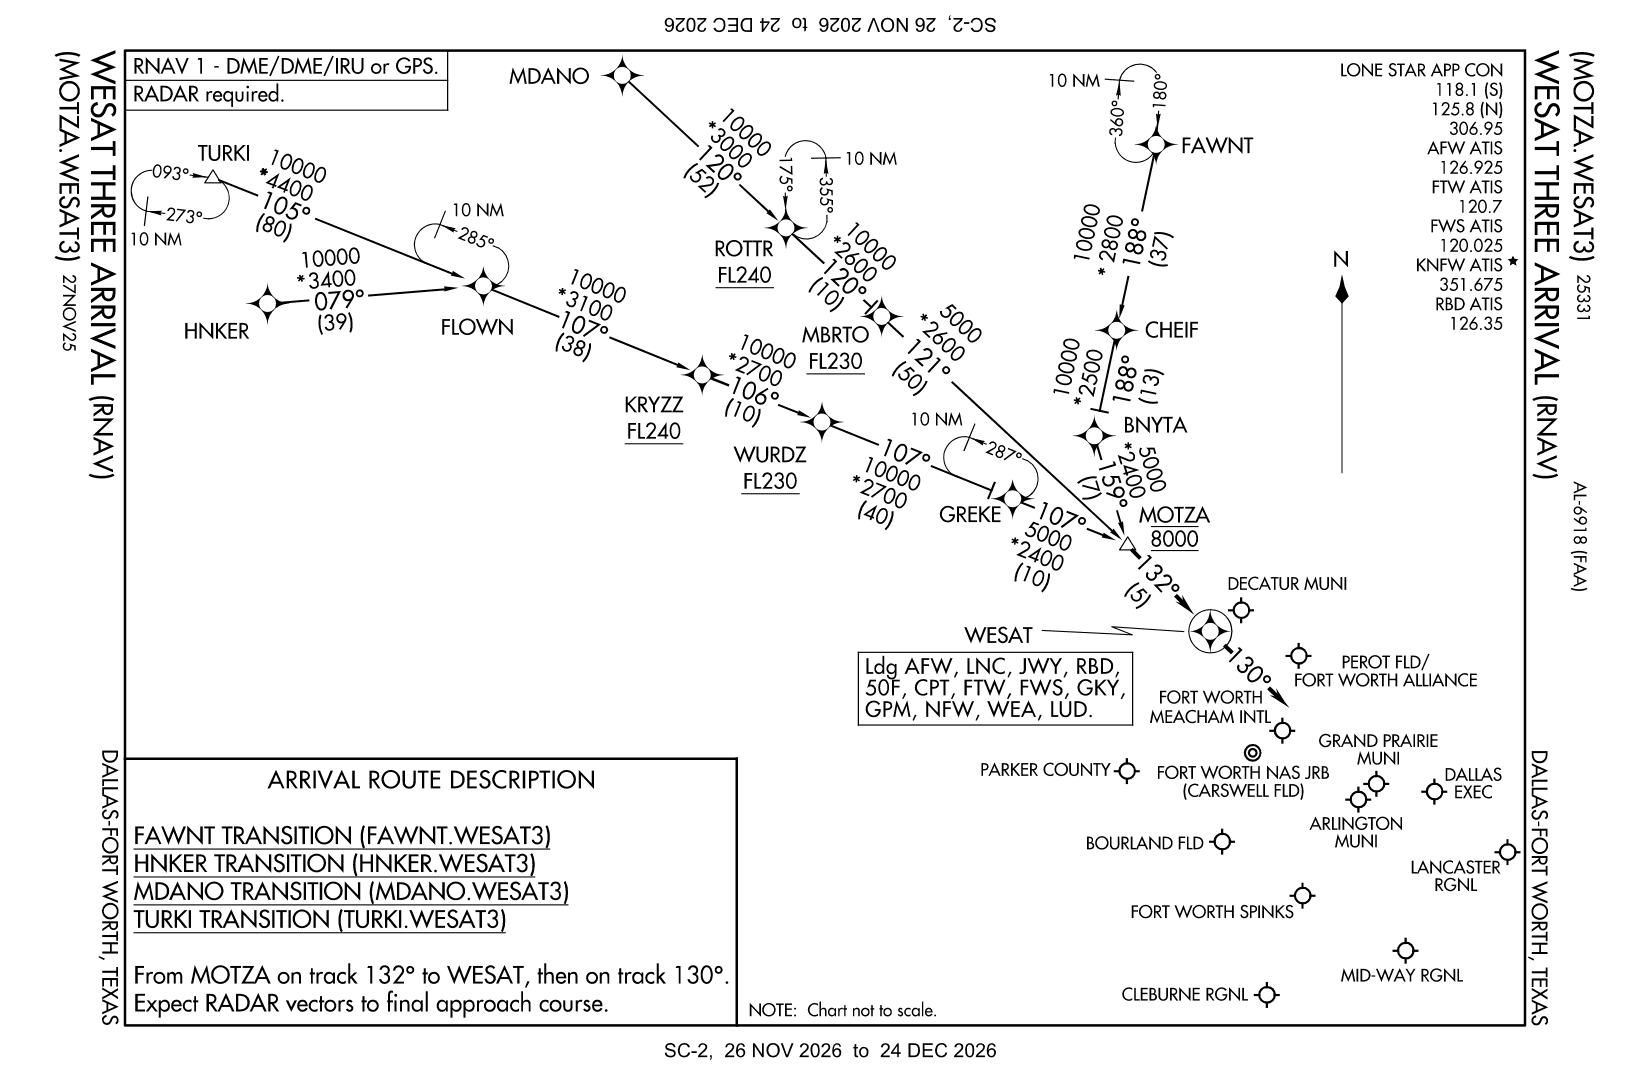 SC-2, 26 NOV 2026 to 24 DEC 2026
(MOTZA.WESAT3) 27NOV25
WESAT THREE ARRIVAL (RNAV)
DALLAS-FORT WORTH, TEXAS
RNAV 1 - DME/DME/IRU or GPS.
RADAR required.
LONE STAR APP CON
118.1 (S)
125.8 (N)
306.95
AFW ATIS
126.925
FTW ATIS
120.7
FWS ATIS
120.025
KNFW ATIS ★
351.675
RBD ATIS
126.35
N
MDANO
10000
*3000
120°
(52)
175°
355°
10 NM
ROTTR
FL240
10000
*2600
120°
(10)
MBRTO
FL230
5000
*2600
121°
(50)
10 NM
360°
180°
FAWNT
10000
*2800
188°
(37)
CHEIF
10000
*2500
188°
(13)
BNYTA
5000
*2400
159°
(7)
TURKI
093°
273°
10 NM
10000
*4400
105°
(80)
HNKER
10000
*3400
079°
(39)
10 NM
285°
FLOWN
10000
*3100
107°
(38)
KRYZZ
FL240
10000
*2700
106°
(10)
WURDZ
FL230
107°
10000
*2700
(40)
10 NM
287°
GREKE
107°
5000
*2400
(10)
MOTZA
8000
132°
(5)
WESAT
Ldg AFW, LNC, JWY, RBD,
50F, CPT, FTW, FWS, GKY,
GPM, NFW, WEA, LUD.
130°
DECATUR MUNI
PEROT FLD/
FORT WORTH ALLIANCE
FORT WORTH
MEACHAM INTL
GRAND PRAIRIE
MUNI
PARKER COUNTY
FORT WORTH NAS JRB
(CARSWELL FLD)
DALLAS
EXEC
ARLINGTON
MUNI
BOURLAND FLD
LANCASTER
RGNL
FORT WORTH SPINKS
MID-WAY RGNL
CLEBURNE RGNL
ARRIVAL ROUTE DESCRIPTION
FAWNT TRANSITION (FAWNT.WESAT3)
HNKER TRANSITION (HNKER.WESAT3)
MDANO TRANSITION (MDANO.WESAT3)
TURKI TRANSITION (TURKI.WESAT3)
From MOTZA on track 132° to WESAT, then on track 130°.
Expect RADAR vectors to final approach course.
NOTE: Chart not to scale.
(MOTZA.WESAT3) 25331
AL-6918 (FAA)
WESAT THREE ARRIVAL (RNAV)
DALLAS-FORT WORTH, TEXAS
SC-2, 26 NOV 2026 to 24 DEC 2026